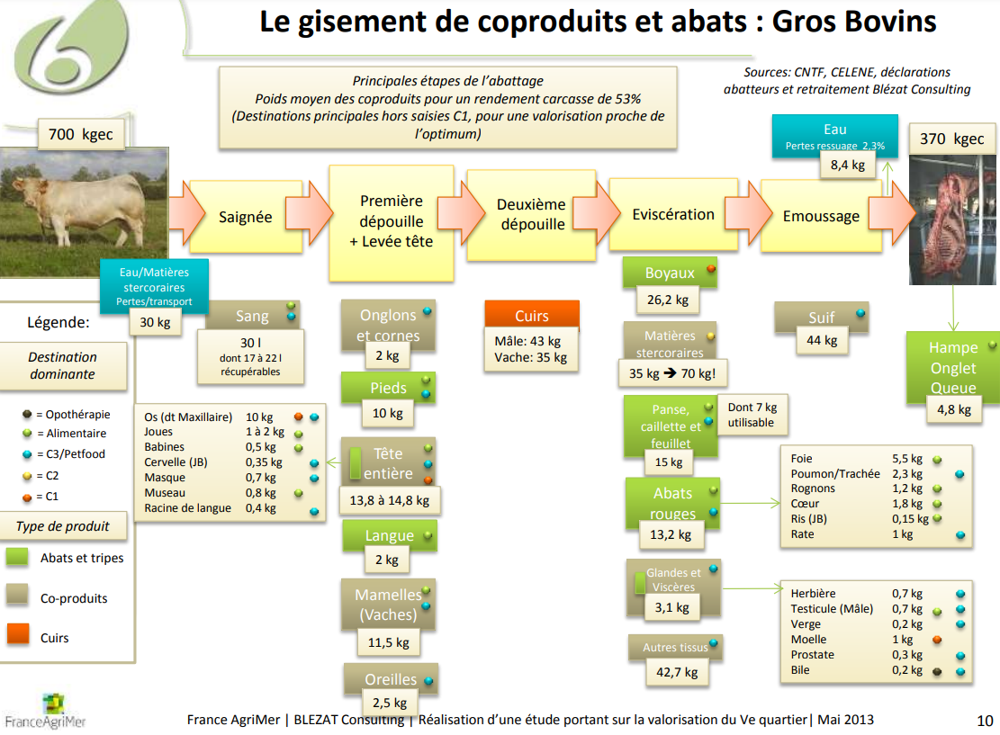 Le gisement de coproduits et abats : Gros Bovins
Principales étapes de l'abattage
Poids moyen des coproduits pour un rendement carcasse de 53%
(Destinations principales hors saisies C1, pour une valorisation proche de
l'optimum)
Sources: CNTF, CELENE, déclarations
abatteurs et retraitement Blézat Consulting
700 kgec
Eau
Pertes ressuage 2,3%
8,4 kg
370 kgec
Saignée
Première
dépouille
+ Levée tête
Deuxième
dépouille
Eviscération
Emoussage
Eau/Matières
stercoraires
Pertes/transport
30 kg
Sang
30 l
dont 17 à 22 l
récupérables
Onglons
et cornes
2 kg
Pieds
10 kg
Tête
entière
13,8 à 14,8 kg
Langue
2 kg
Mamelles
(Vaches)
11,5 kg
Oreilles
2,5 kg
Os (dt Maxillaire) 10 kg
Joues 1 à 2 kg
Babines 0,5 kg
Cervelle (JB) 0,35 kg
Masque 0,7 kg
Museau 0,8 kg
Racine de langue 0,4 kg
Cuirs
Mâle: 43 kg
Vache: 35 kg
Boyaux
26,2 kg
Matières
stercoraires
35 kg ➔ 70 kg!
Panse,
caillette et
feuillet
15 kg
Dont 7 kg
utilisable
Abats
rouges
13,2 kg
Glandes et
Viscères
3,1 kg
Autres tissus
42,7 kg
Suif
44 kg
Hampe
Onglet
Queue
4,8 kg
Foie 5,5 kg
Poumon/Trachée 2,3 kg
Rognons 1,2 kg
Cœur 1,8 kg
Ris (JB) 0,15 kg
Rate 1 kg
Herbière 0,7 kg
Testicule (Mâle) 0,7 kg
Verge 0,2 kg
Moelle 1 kg
Prostate 0,3 kg
Bile 0,2 kg
Légende:
Destination
dominante
= Opothérapie
= Alimentaire
= C3/Petfood
= C2
= C1
Type de produit
Abats et tripes
Co-produits
Cuirs
FranceAgriMer
France AgriMer | BLEZAT Consulting | Réalisation d'une étude portant sur la valorisation du Ve quartier| Mai 2013
10